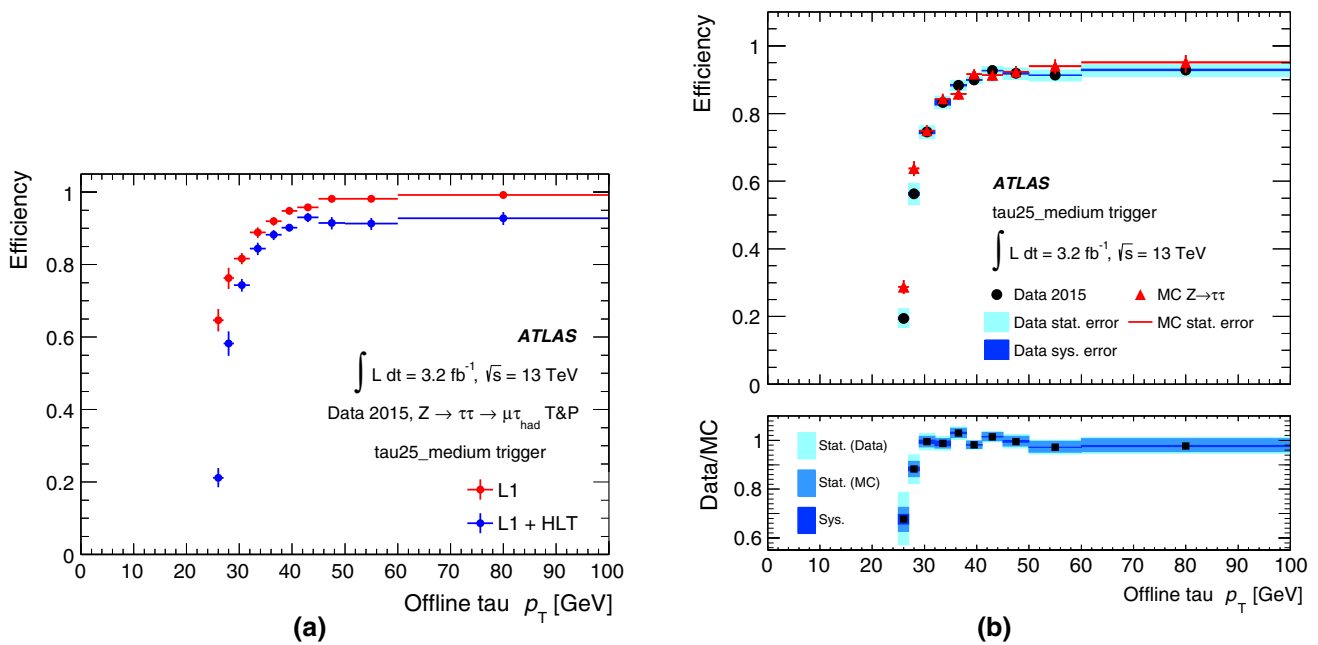 Efficiency
1
0.8
0.6
0.4
0.2
0
ATLAS
∫ L dt = 3.2 fb⁻¹, √s = 13 TeV
Data 2015, Z → ττ → μτ_had T&P
tau25_medium trigger
L1
L1 + HLT
0 10 20 30 40 50 60 70 80 90 100
Offline tau p_T [GeV]
(a)
Efficiency
1
0.8
0.6
0.4
0.2
0
ATLAS
tau25_medium trigger
∫ L dt = 3.2 fb⁻¹, √s = 13 TeV
Data 2015
MC Z→ττ
Data stat. error
MC stat. error
Data sys. error
Data/MC
1
0.8
0.6
Stat. (Data)
Stat. (MC)
Sys.
0 10 20 30 40 50 60 70 80 90 100
Offline tau p_T [GeV]
(b)